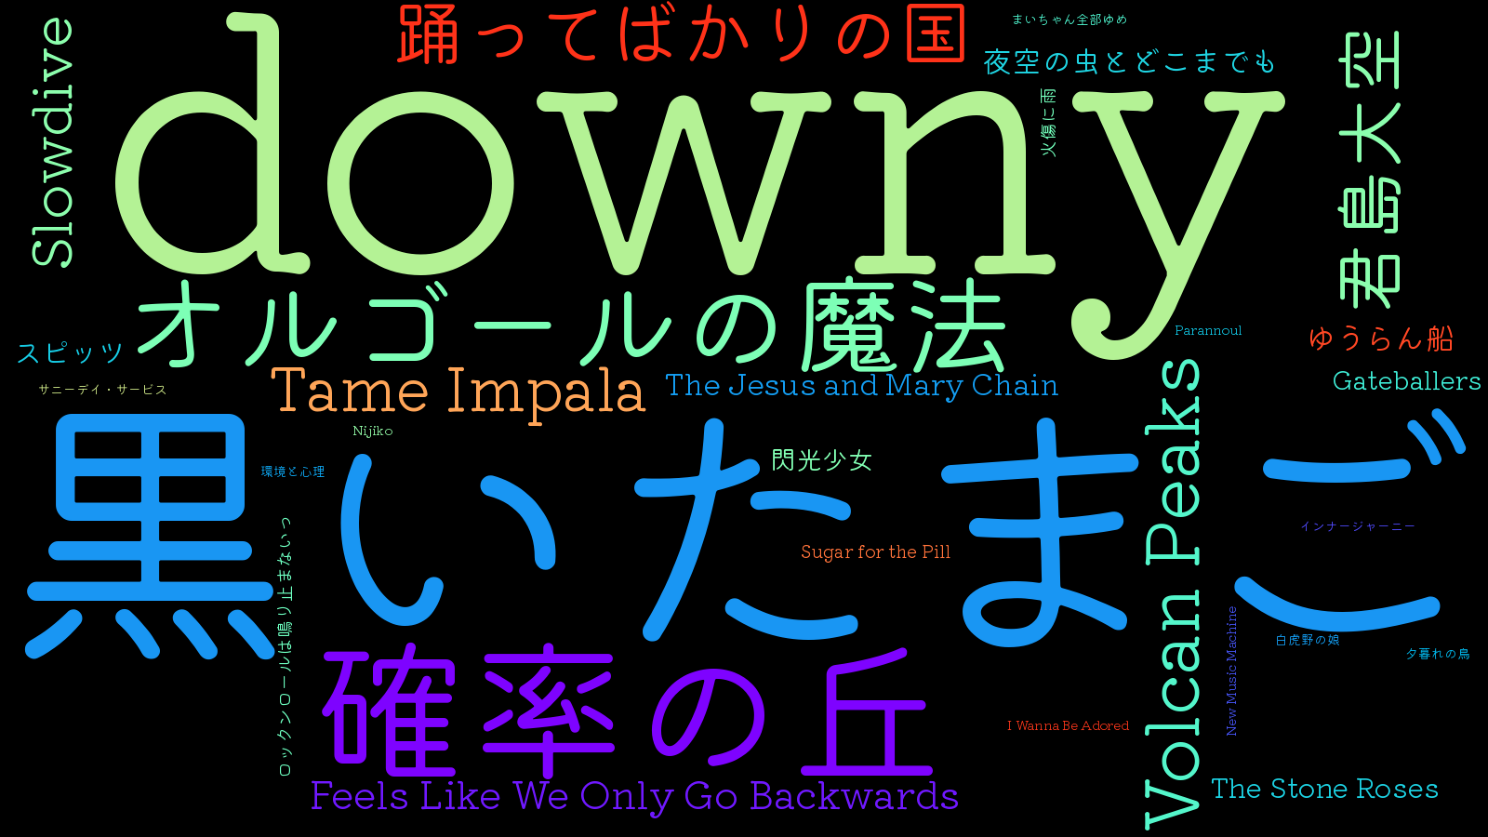 踊ってばかりの国
まいちゃん全部ゆめ
夜空の虫とどこまでも
Slowdive
downy
火傷に雨
君島大空
オルゴールの魔法
Parannoul
ゆうらん船
スピッツ
サニーデイ・サービス
Tame Impala
The Jesus and Mary Chain
Gateballers
Nijiko
黒いたまご
環境と心理
閃光少女
Volcan Peaks
インナージャーニー
ロックンロールは鳴り止まないっ
Sugar for the Pill
New Music Machine
白虎野の娘
夕暮れの鳥
確率の丘
I Wanna Be Adored
Feels Like We Only Go Backwards
The Stone Roses